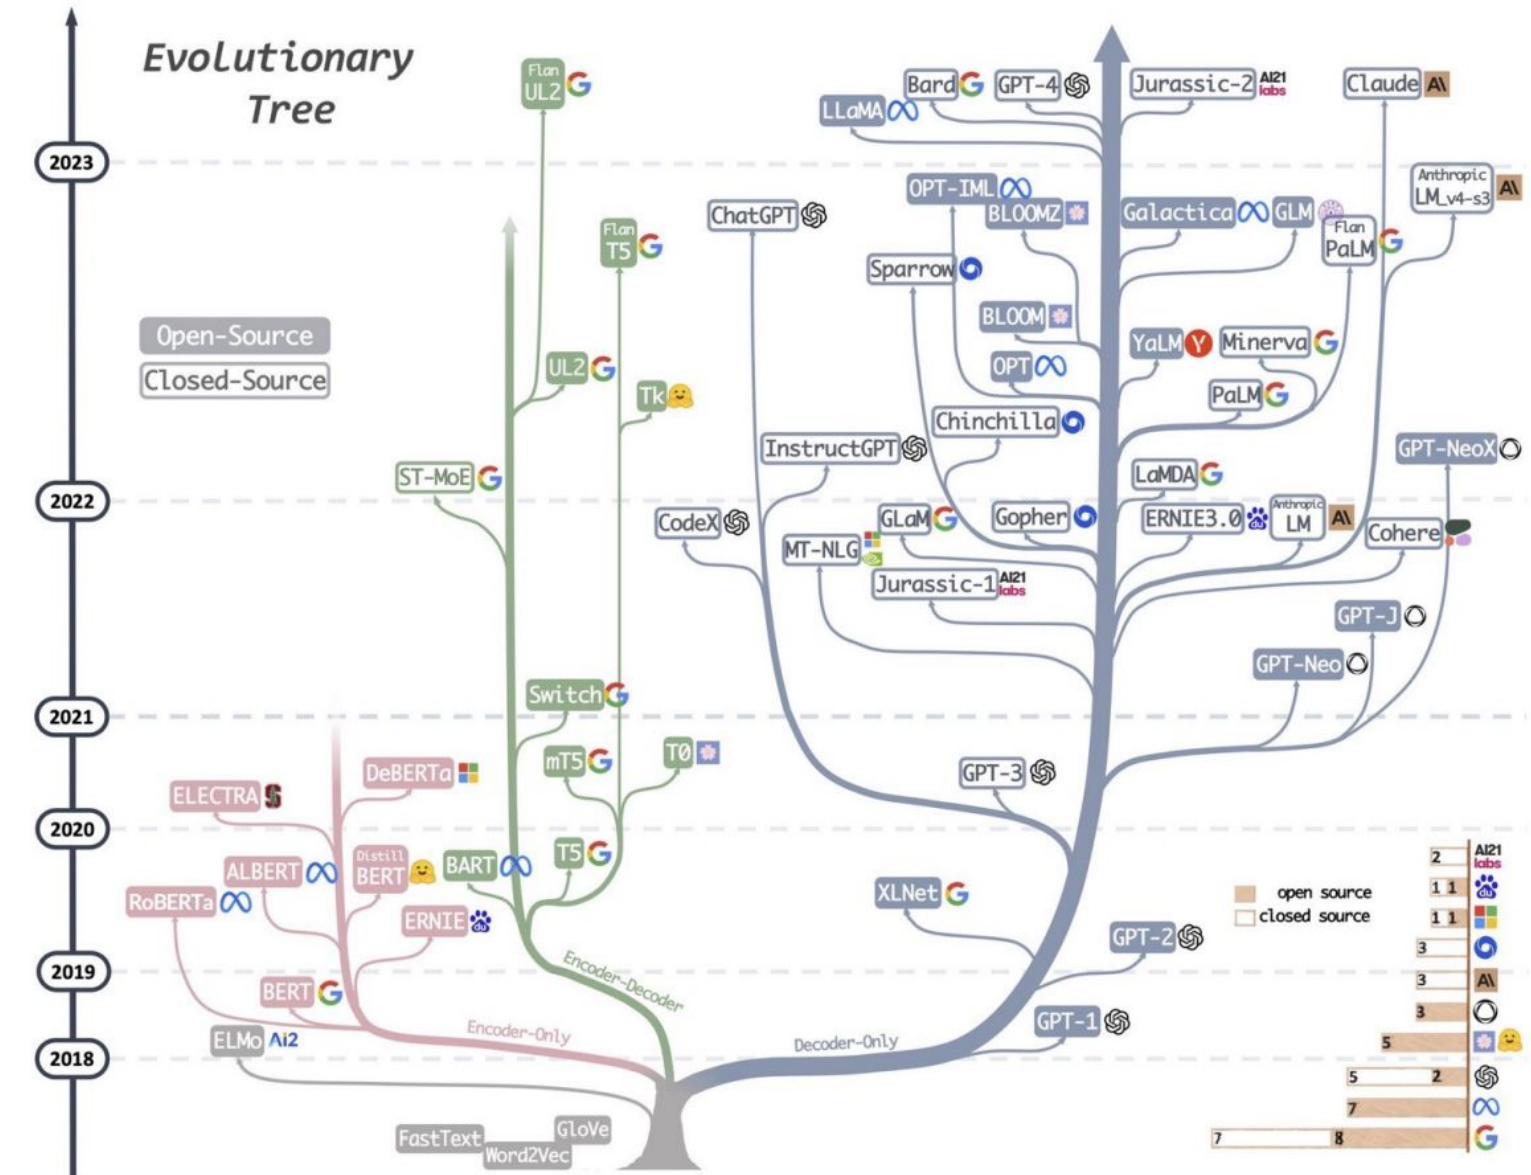 Evolutionary
Tree
2023
2022
2021
2020
2019
2018
Open-Source
Closed-Source
Flan
UL2
Flan
T5
UL2
Tk
ST-MoE
Switch
mT5
T0
BART
T5
Encoder-Decoder
DeBERTa
ELECTRA
ALBERT
Distill
BERT
RoBERTa
ERNIE
BERT
Encoder-Only
ELMo Ai2
FastText
GloVe
Word2Vec
Bard
GPT-4
Jurassic-2 AI21 labs
Claude A\
LLaMA
Anthropic
LM_v4-s3 A\
OPT-IML
BLOOMZ
ChatGPT
Galactica
GLM
Flan
PaLM
Sparrow
BLOOM
YaLM Y
Minerva
OPT
PaLM
Chinchilla
InstructGPT
GPT-NeoX
LaMDA
CodeX
GLaM
Gopher
ERNIE3.0 du
Anthropic
LM A\
Cohere
MT-NLG
Jurassic-1 AI21 labs
GPT-J
GPT-Neo
GPT-3
XLNet
GPT-2
GPT-1
Decoder-Only
open source
closed source
2 AI21 labs
1 1 du
1 1
3
3 A\
3
5
5 2
7
7 8